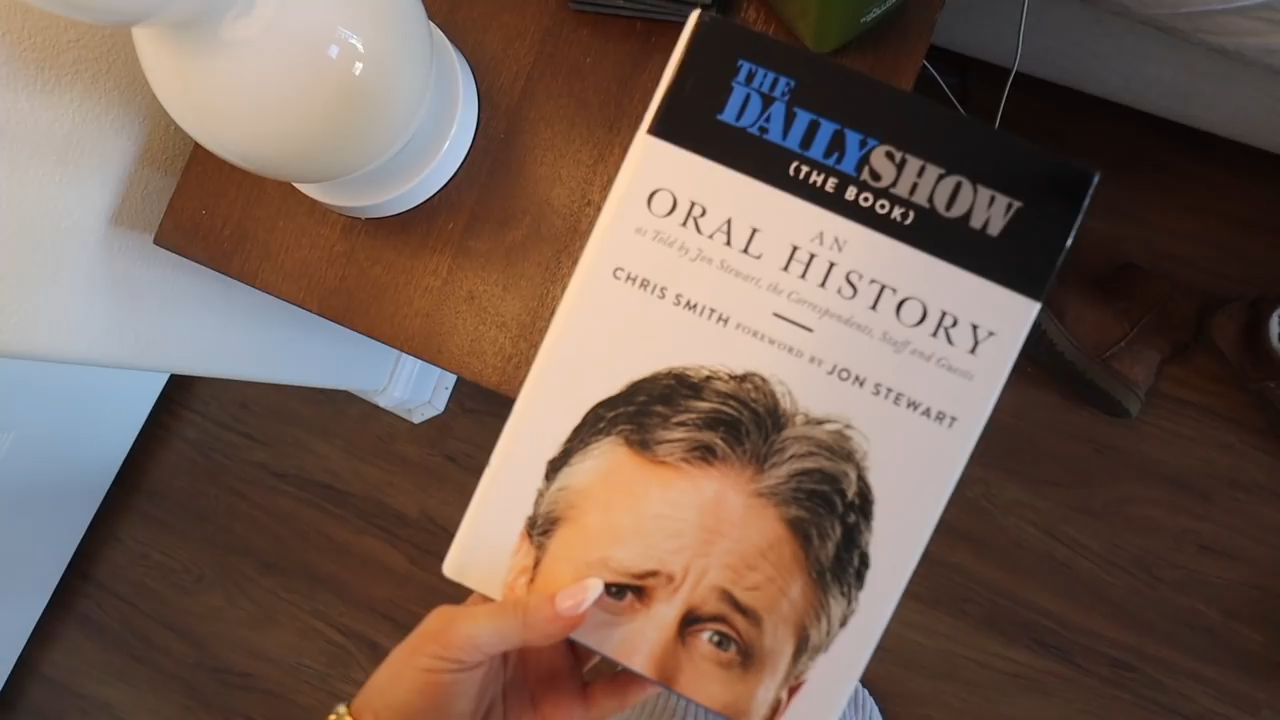 THE
DAILY SHOW
(THE BOOK)
AN
ORAL HISTORY
as Told by Jon Stewart, the Correspondents, Staff and Guests
CHRIS SMITH FOREWORD BY JON STEWART